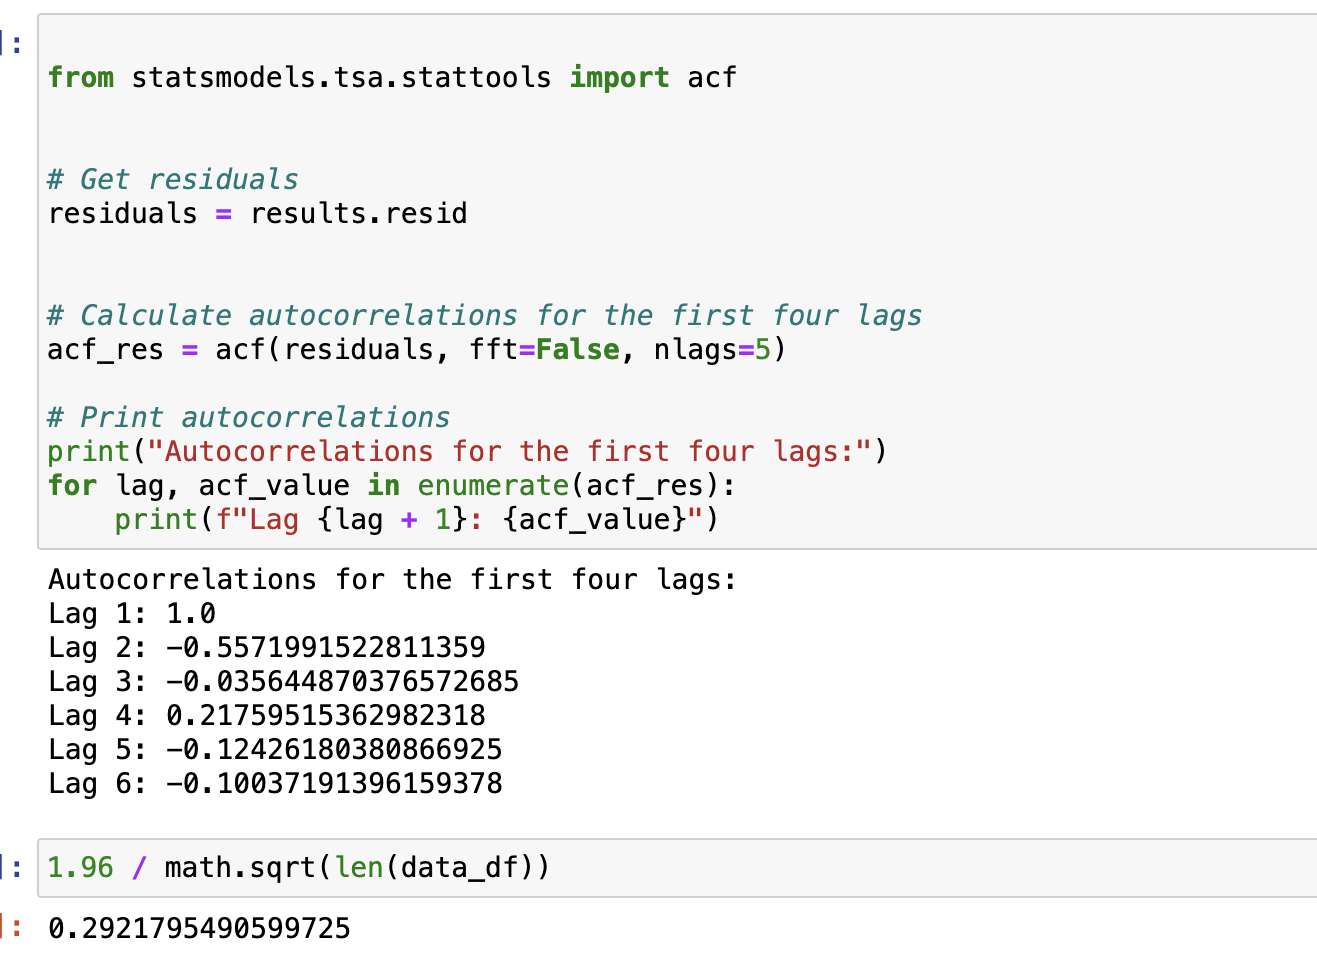 ]:
from statsmodels.tsa.stattools import acf
# Get residuals
residuals = results.resid
# Calculate autocorrelations for the first four lags
acf_res = acf(residuals, fft=False, nlags=5)
# Print autocorrelations
print("Autocorrelations for the first four lags:")
for lag, acf_value in enumerate(acf_res):
    print(f"Lag {lag + 1}: {acf_value}")
Autocorrelations for the first four lags:
Lag 1: 1.0
Lag 2: -0.5571991522811359
Lag 3: -0.035644870376572685
Lag 4: 0.21759515362982318
Lag 5: -0.12426180380866925
Lag 6: -0.10037191396159378
]: 1.96 / math.sqrt(len(data_df))
]: 0.2921795490599725